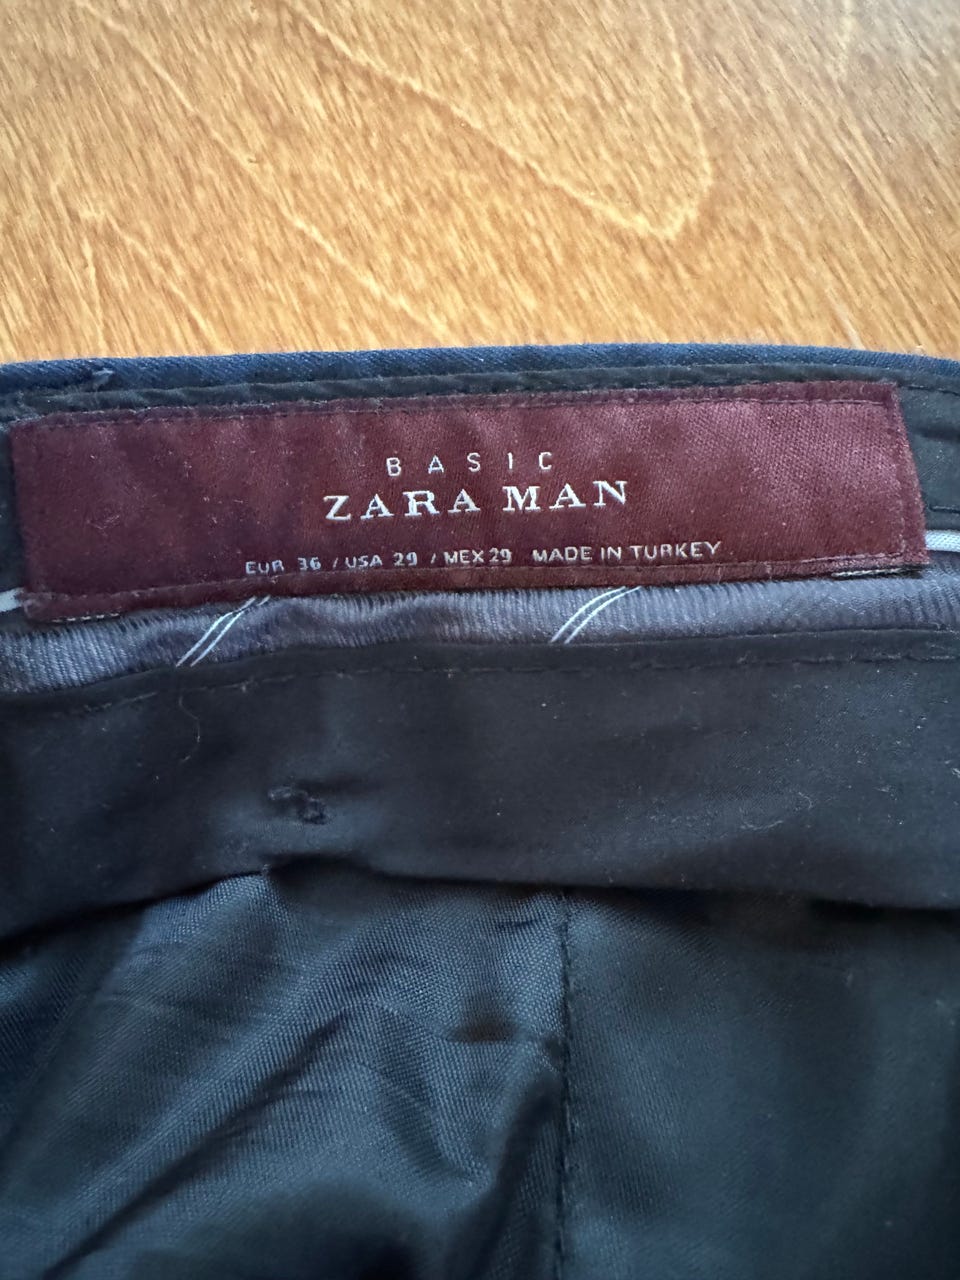 BASIC
ZARA MAN
EUR 36 / USA 29 / MEX 29 MADE IN TURKEY